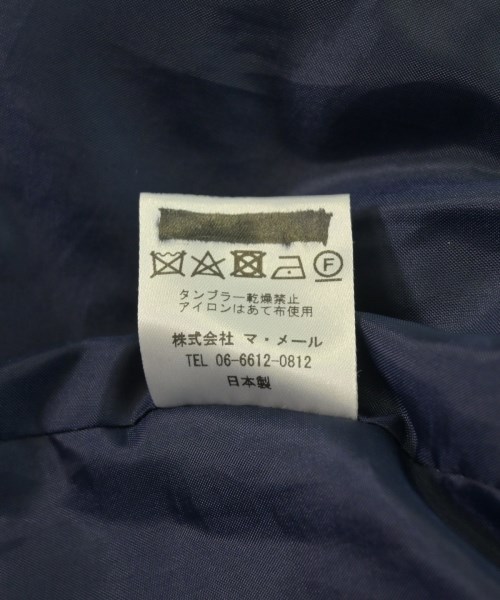 F
タンブラー乾燥禁止
アイロンはあて布使用
株式会社 マ・メール
TEL 06-6612-0812
日本製